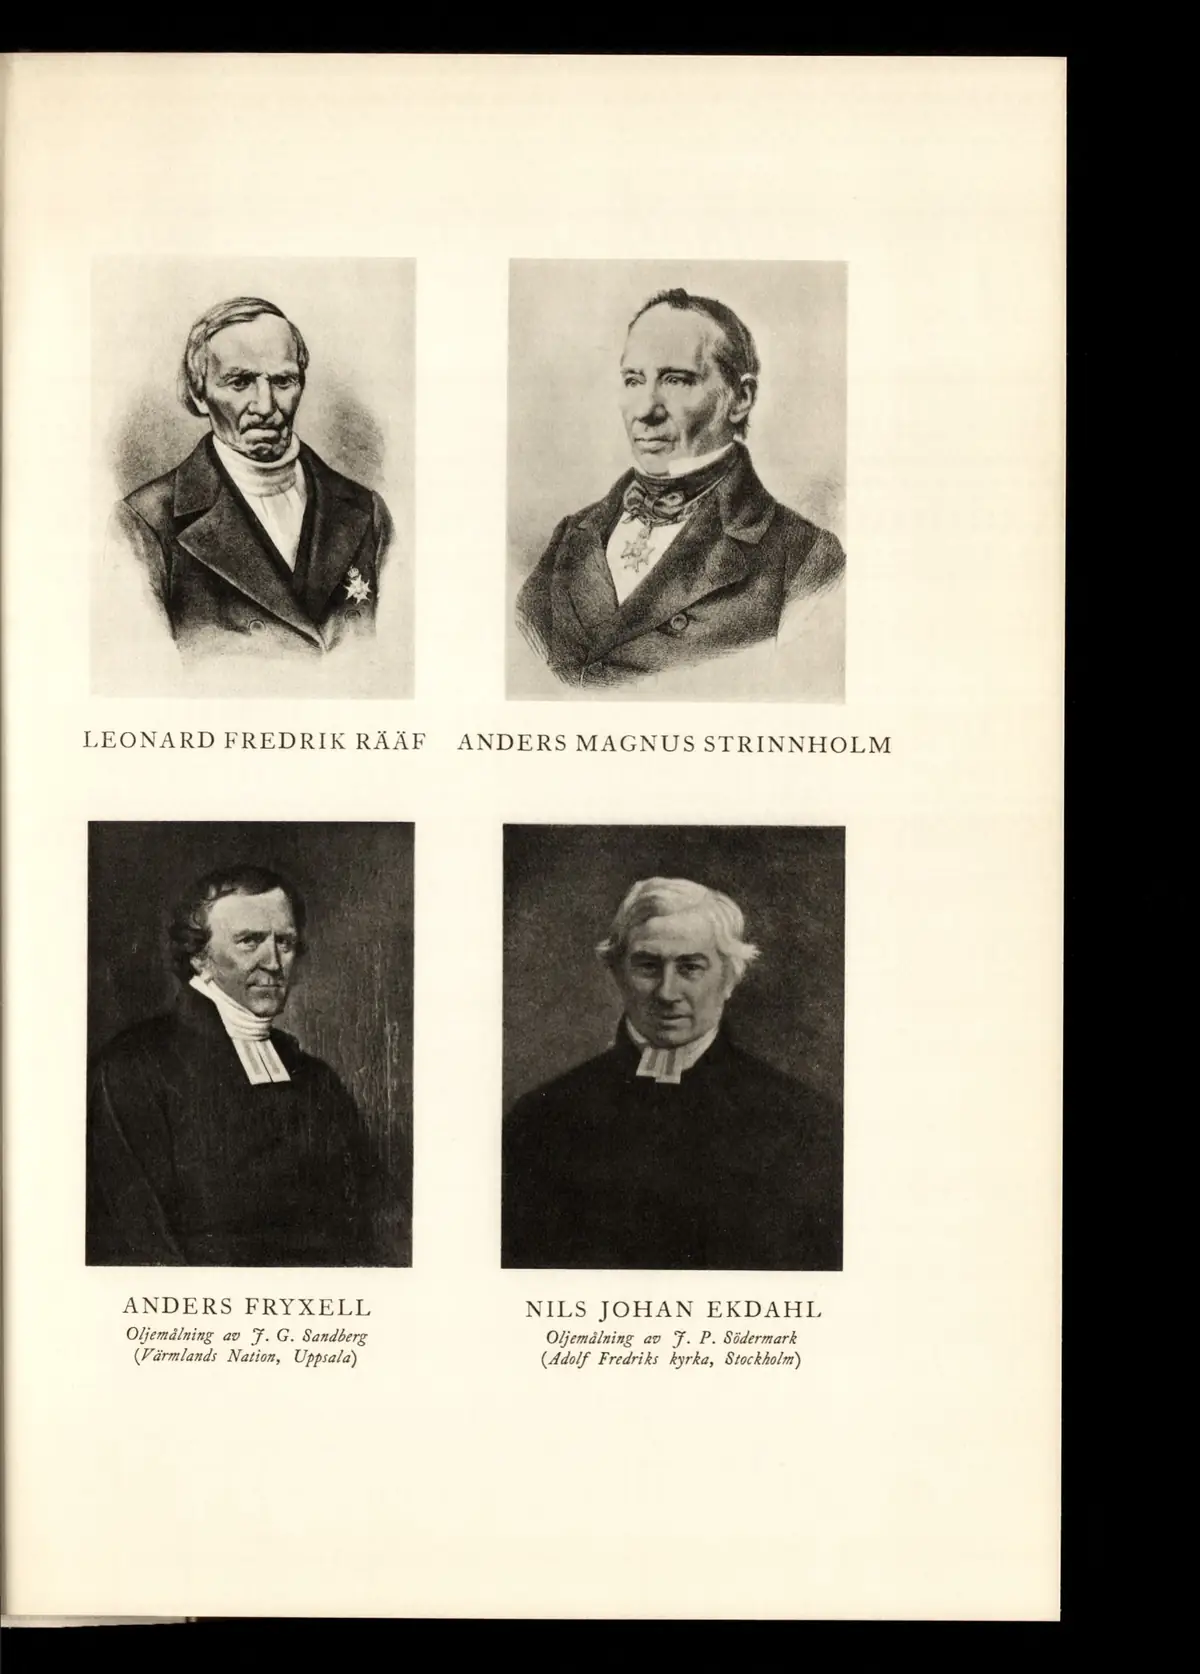 LEONARD FREDRIK RÄÄF
ANDERS MAGNUS STRINNHOLM
ANDERS FRYXELL
Oljemålning av J. G. Sandberg
(Värmlands Nation, Uppsala)
NILS JOHAN EKDAHL
Oljemålning av J. P. Södermark
(Adolf Fredriks kyrka, Stockholm)